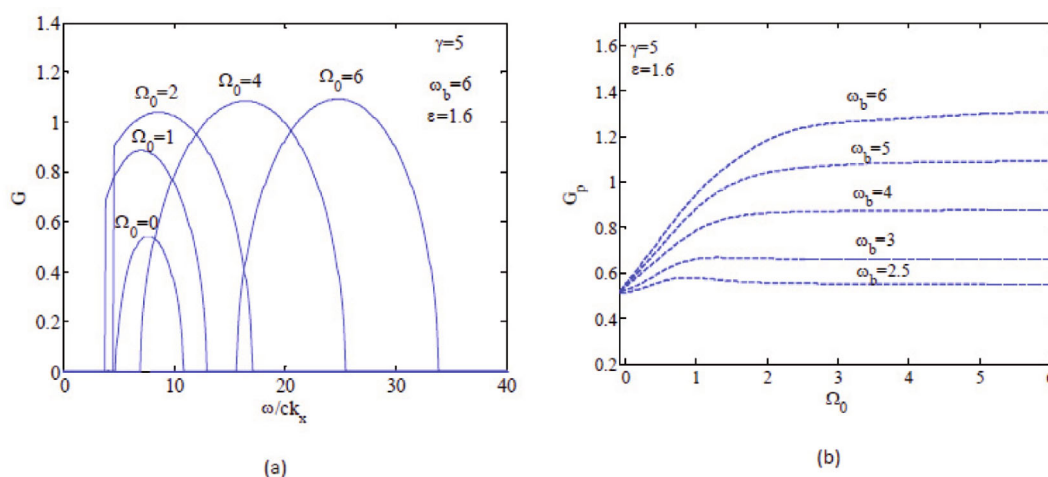 1.4
1.2
1
0.8
0.6
0.4
0.2
0
G
γ=5
ω_b=6
ε=1.6
Ω_0=2
Ω_0=4
Ω_0=6
Ω_0=1
Ω_0=0
0 10 20 30 40
ω/ck_x
(a)
1.6
1.4
1.2
1
0.8
0.6
0.4
0.2
G_p
γ=5
ε=1.6
ω_b=6
ω_b=5
ω_b=4
ω_b=3
ω_b=2.5
0 1 2 3 4 5 6
Ω_0
(b)